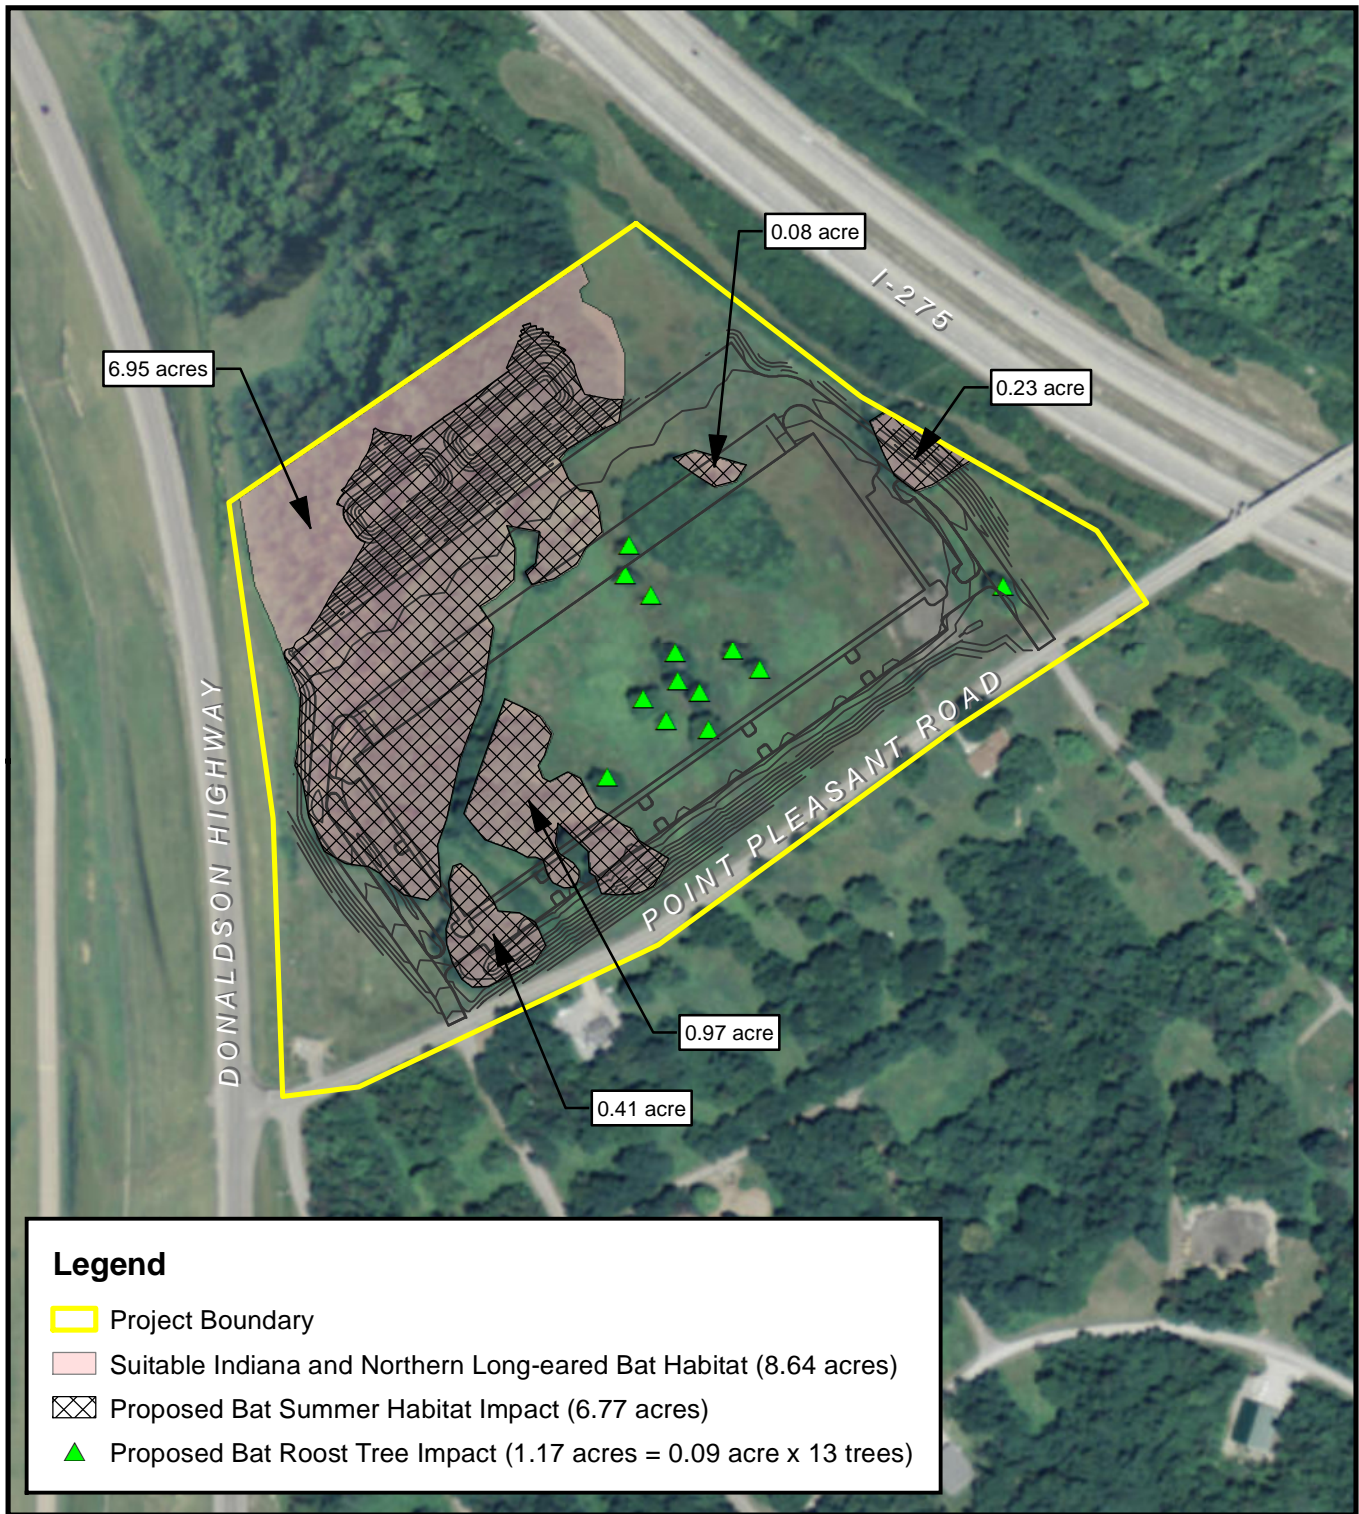 0.08 acre
I-275
6.95 acres
0.23 acre
DONALDSON HIGHWAY
POINT PLEASANT ROAD
0.97 acre
0.41 acre
Legend
Project Boundary
Suitable Indiana and Northern Long-eared Bat Habitat (8.64 acres)
Proposed Bat Summer Habitat Impact (6.77 acres)
Proposed Bat Roost Tree Impact (1.17 acres = 0.09 acre x 13 trees)